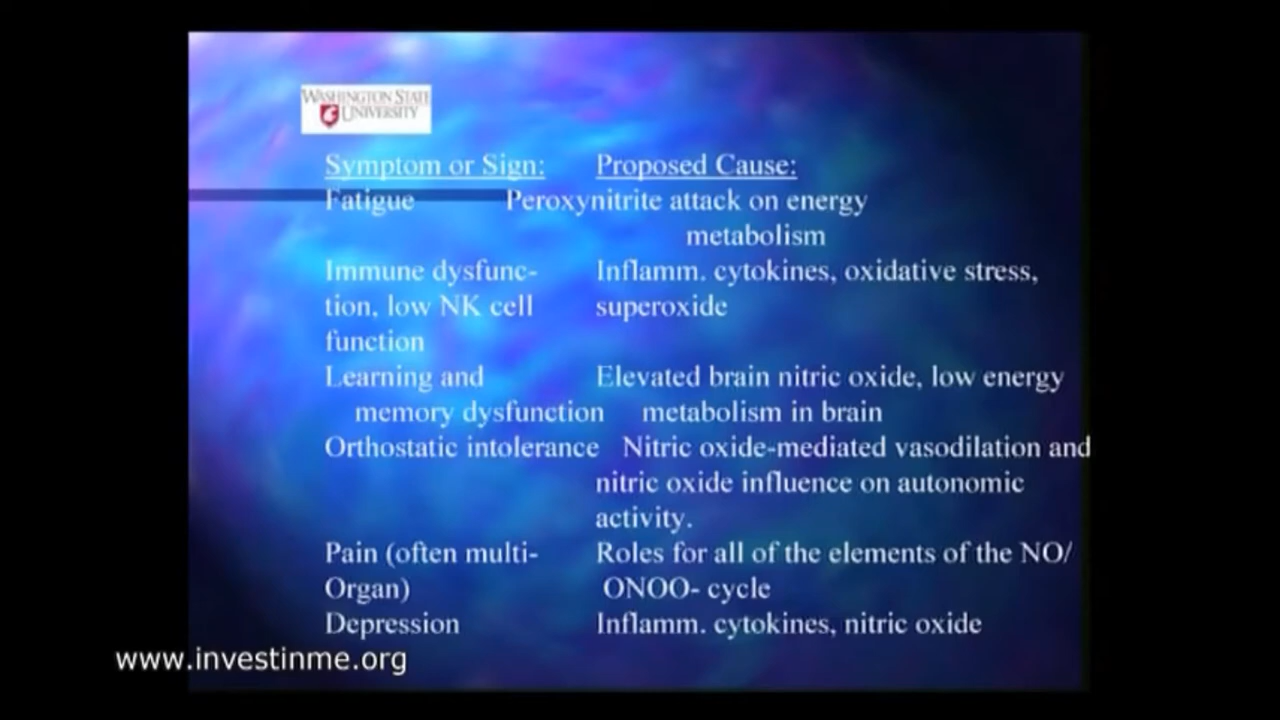 WASHINGTON STATE
UNIVERSITY
Symptom or Sign: Proposed Cause:
Fatigue Peroxynitrite attack on energy
metabolism
Immune dysfunc- Inflamm. cytokines, oxidative stress,
tion, low NK cell superoxide
function
Learning and Elevated brain nitric oxide, low energy
memory dysfunction metabolism in brain
Orthostatic intolerance Nitric oxide-mediated vasodilation and
nitric oxide influence on autonomic
activity.
Pain (often multi- Roles for all of the elements of the NO/
Organ) ONOO- cycle
Depression Inflamm. cytokines, nitric oxide
www.investinme.org